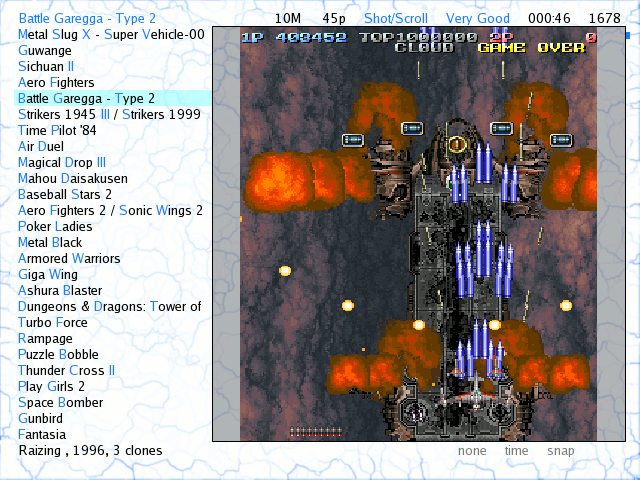 Battle Garegga - Type 2 10M 45p Shot/Scroll Very Good 000:46 1678
Metal Slug X - Super Vehicle-00
Guwange
Sichuan II
Aero Fighters
Battle Garegga - Type 2
Strikers 1945 III / Strikers 1999
Time Pilot '84
Air Duel
Magical Drop III
Mahou Daisakusen
Baseball Stars 2
Aero Fighters 2 / Sonic Wings 2
Poker Ladies
Metal Black
Armored Warriors
Giga Wing
Ashura Blaster
Dungeons & Dragons: Tower of
Turbo Force
Rampage
Puzzle Bobble
Thunder Cross II
Play Girls 2
Space Bomber
Gunbird
Fantasia
Raizing , 1996, 3 clones
1P 403452 TOP1000000 2P 0
CLOUD GAME OVER
none time snap